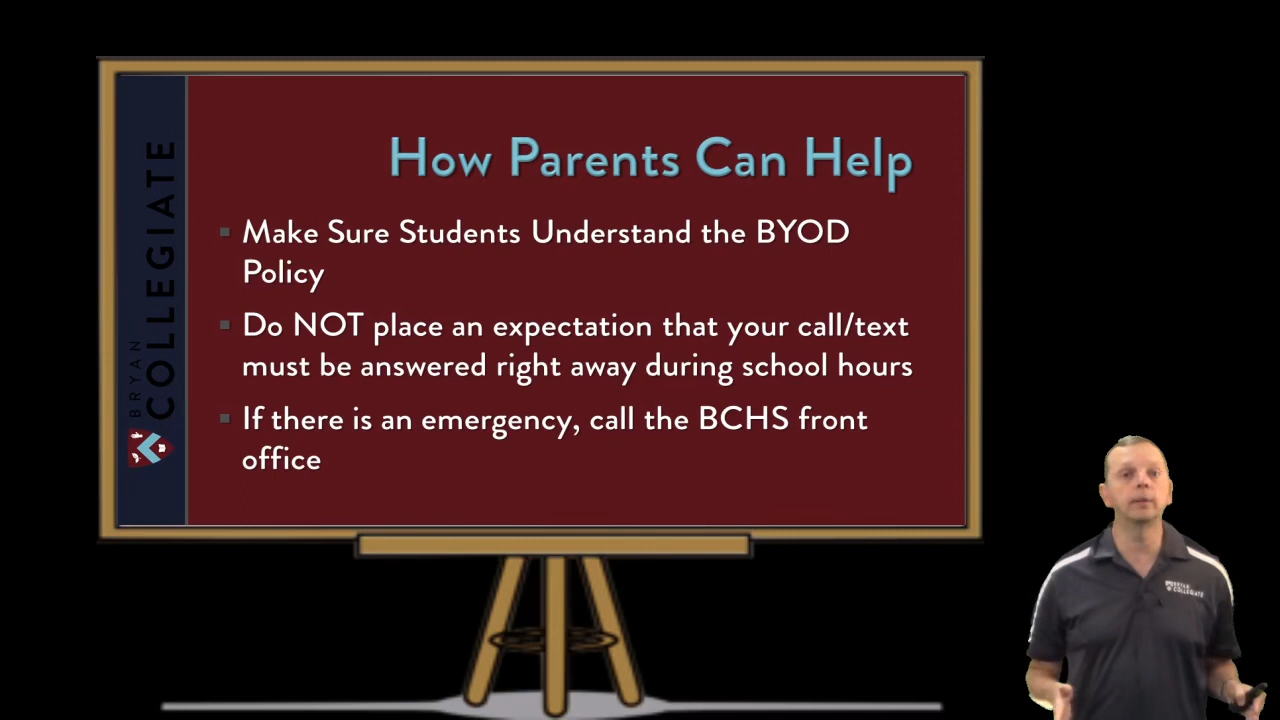 BRYAN
COLLEGIATE
How Parents Can Help
Make Sure Students Understand the BYOD
Policy
Do NOT place an expectation that your call/text
must be answered right away during school hours
If there is an emergency, call the BCHS front
office
COLLEGIATE